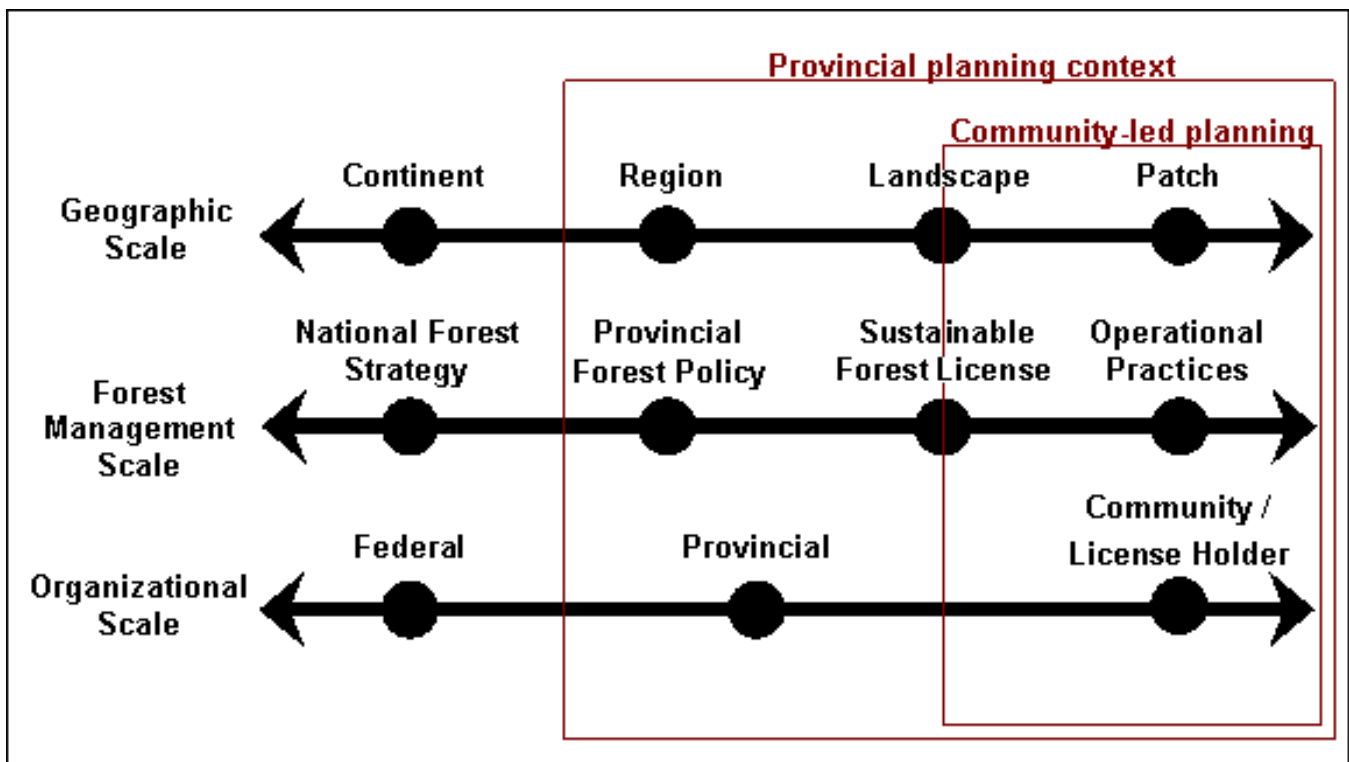 Provincial planning context
Community-led planning
Continent
Region
Landscape
Patch
Geographic
Scale
National Forest
Strategy
Provincial
Forest Policy
Sustainable
Forest License
Operational
Practices
Forest
Management
Scale
Federal
Provincial
Community /
License Holder
Organizational
Scale